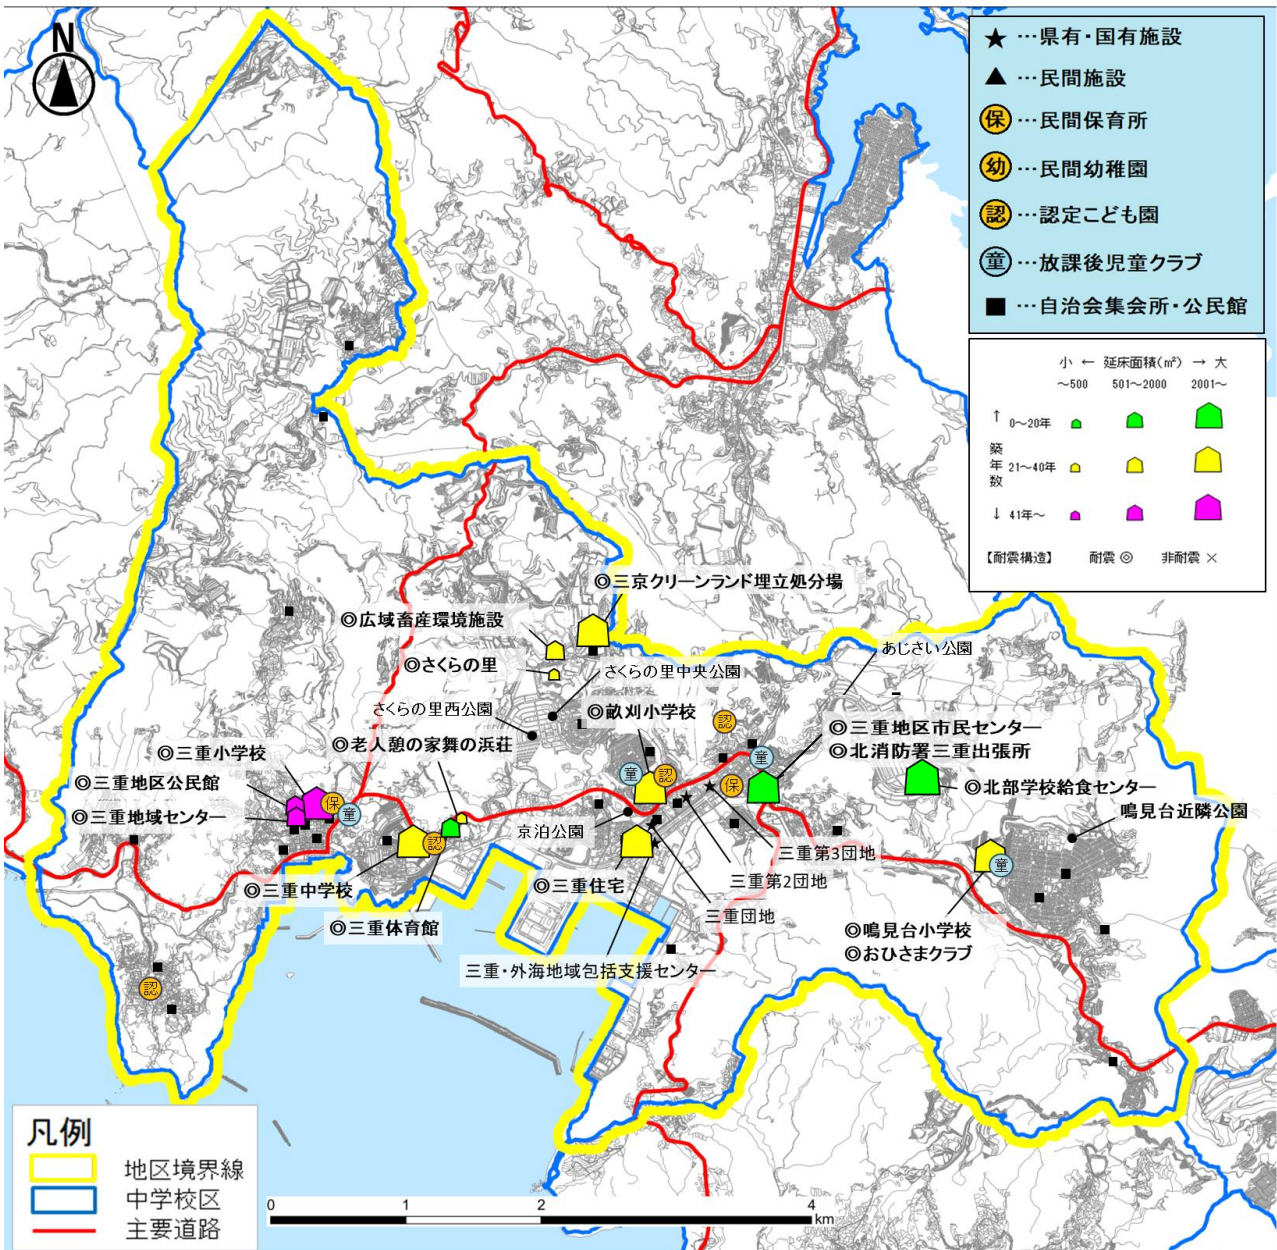 N
★…県有・国有施設
▲…民間施設
保…民間保育所
幼…民間幼稚園
認…認定こども園
童…放課後児童クラブ
■…自治会集会所・公民館
小 ← 延床面積(㎡) → 大
～500 501～2000 2001～
↑
0～20年
築年数
21～40年
↓ 41年～
【耐震構造】 耐震 ◎ 非耐震 ×
◎三京クリーンランド埋立処分場
◎広域畜産環境施設
あじさい公園
◎さくらの里
さくらの里中央公園
さくらの里西公園
◎畝刈小学校
認
◎三重地区市民センター
◎老人憩の家舞の浜荘
◎三重小学校
◎北消防署三重出張所
童
童
認
保
◎三重地区公民館
◎北部学校給食センター
保
童
◎三重地域センター
鳴見台近隣公園
京泊公園
認
三重第3団地
童
◎三重中学校
◎三重住宅
三重第2団地
三重団地
◎三重体育館
◎鳴見台小学校
◎おひさまクラブ
三重・外海地域包括支援センター
認
凡例
地区境界線
中学校区
主要道路
0 1 2 4
km